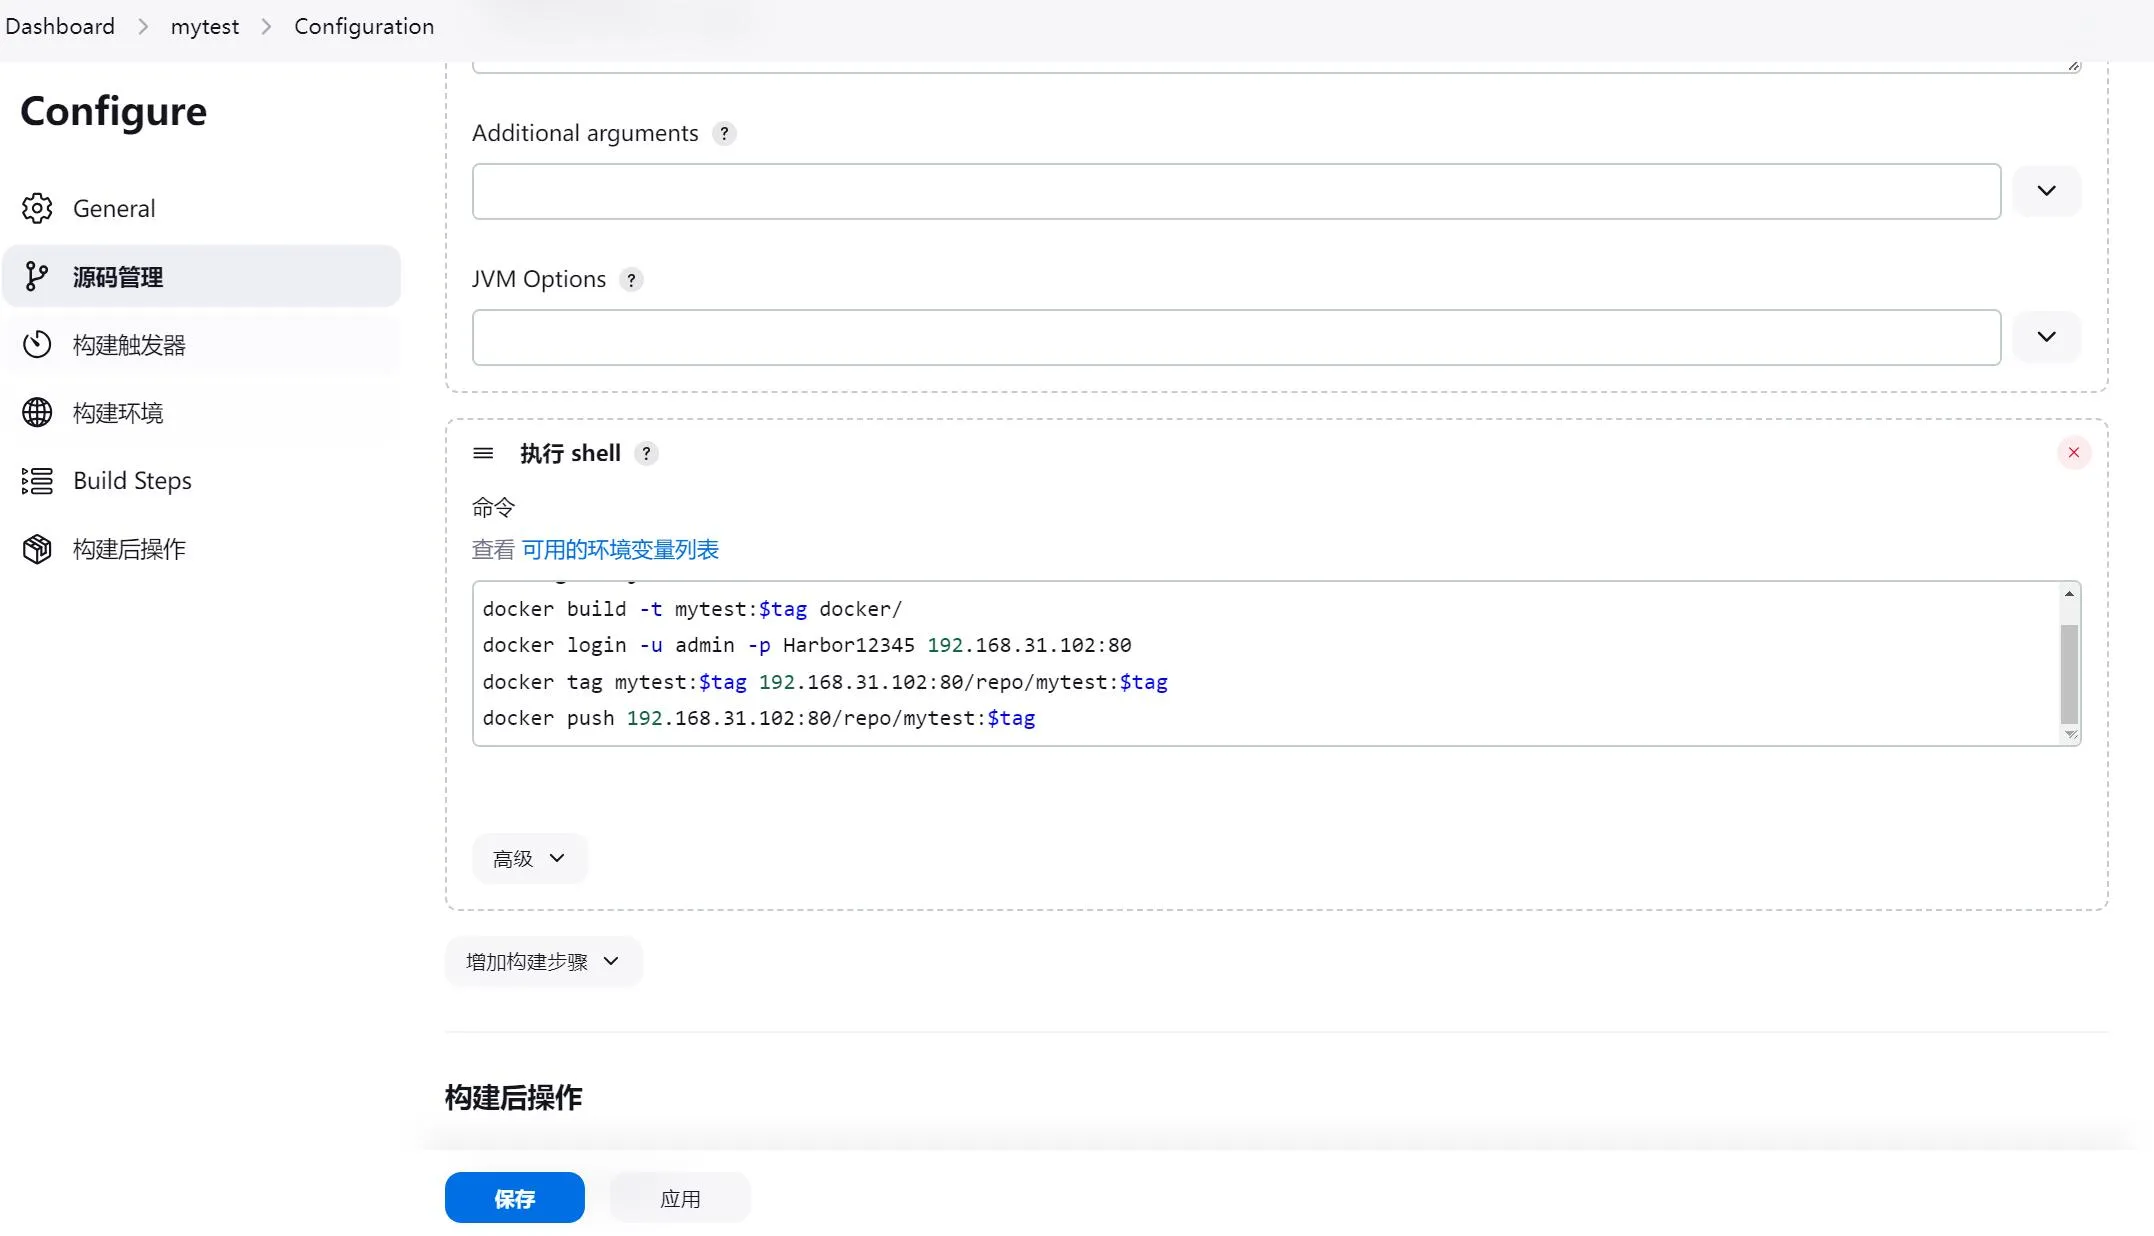 Dashboard > mytest > Configuration
Configure
General
源码管理
构建触发器
构建环境
Build Steps
构建后操作
Additional arguments ?
JVM Options ?
执行 shell ?
命令
查看 可用的环境变量列表
docker build -t mytest:$tag docker/
docker login -u admin -p Harbor12345 192.168.31.102:80
docker tag mytest:$tag 192.168.31.102:80/repo/mytest:$tag
docker push 192.168.31.102:80/repo/mytest:$tag
高级
增加构建步骤
构建后操作
保存 应用